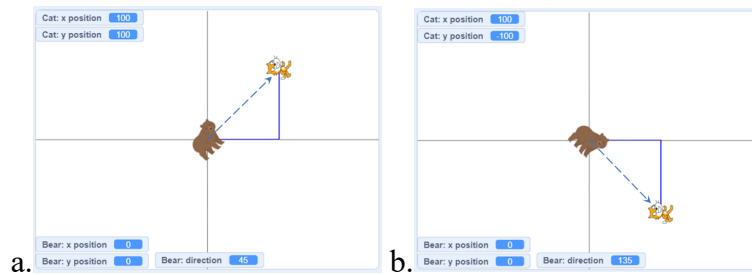 Cat: x position 100
Cat: y position 100
Bear: x position 0
Bear: y position 0
Bear: direction 45
a.
Cat: x position 100
Cat: y position -100
Bear: x position 0
Bear: y position 0
Bear: direction 135
b.